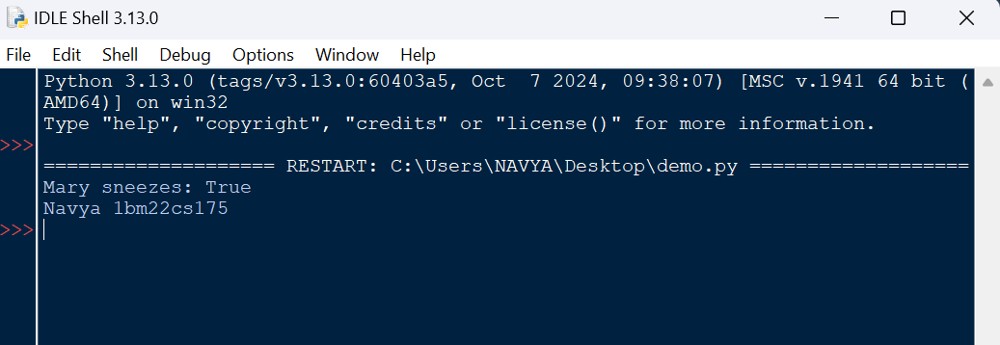 IDLE Shell 3.13.0
File Edit Shell Debug Options Window Help
Python 3.13.0 (tags/v3.13.0:60403a5, Oct  7 2024, 09:38:07) [MSC v.1941 64 bit (
AMD64)] on win32
Type "help", "copyright", "credits" or "license()" for more information.
>>>
==================== RESTART: C:\Users\NAVYA\Desktop\demo.py ===================
Mary sneezes: True
Navya 1bm22cs175
>>>